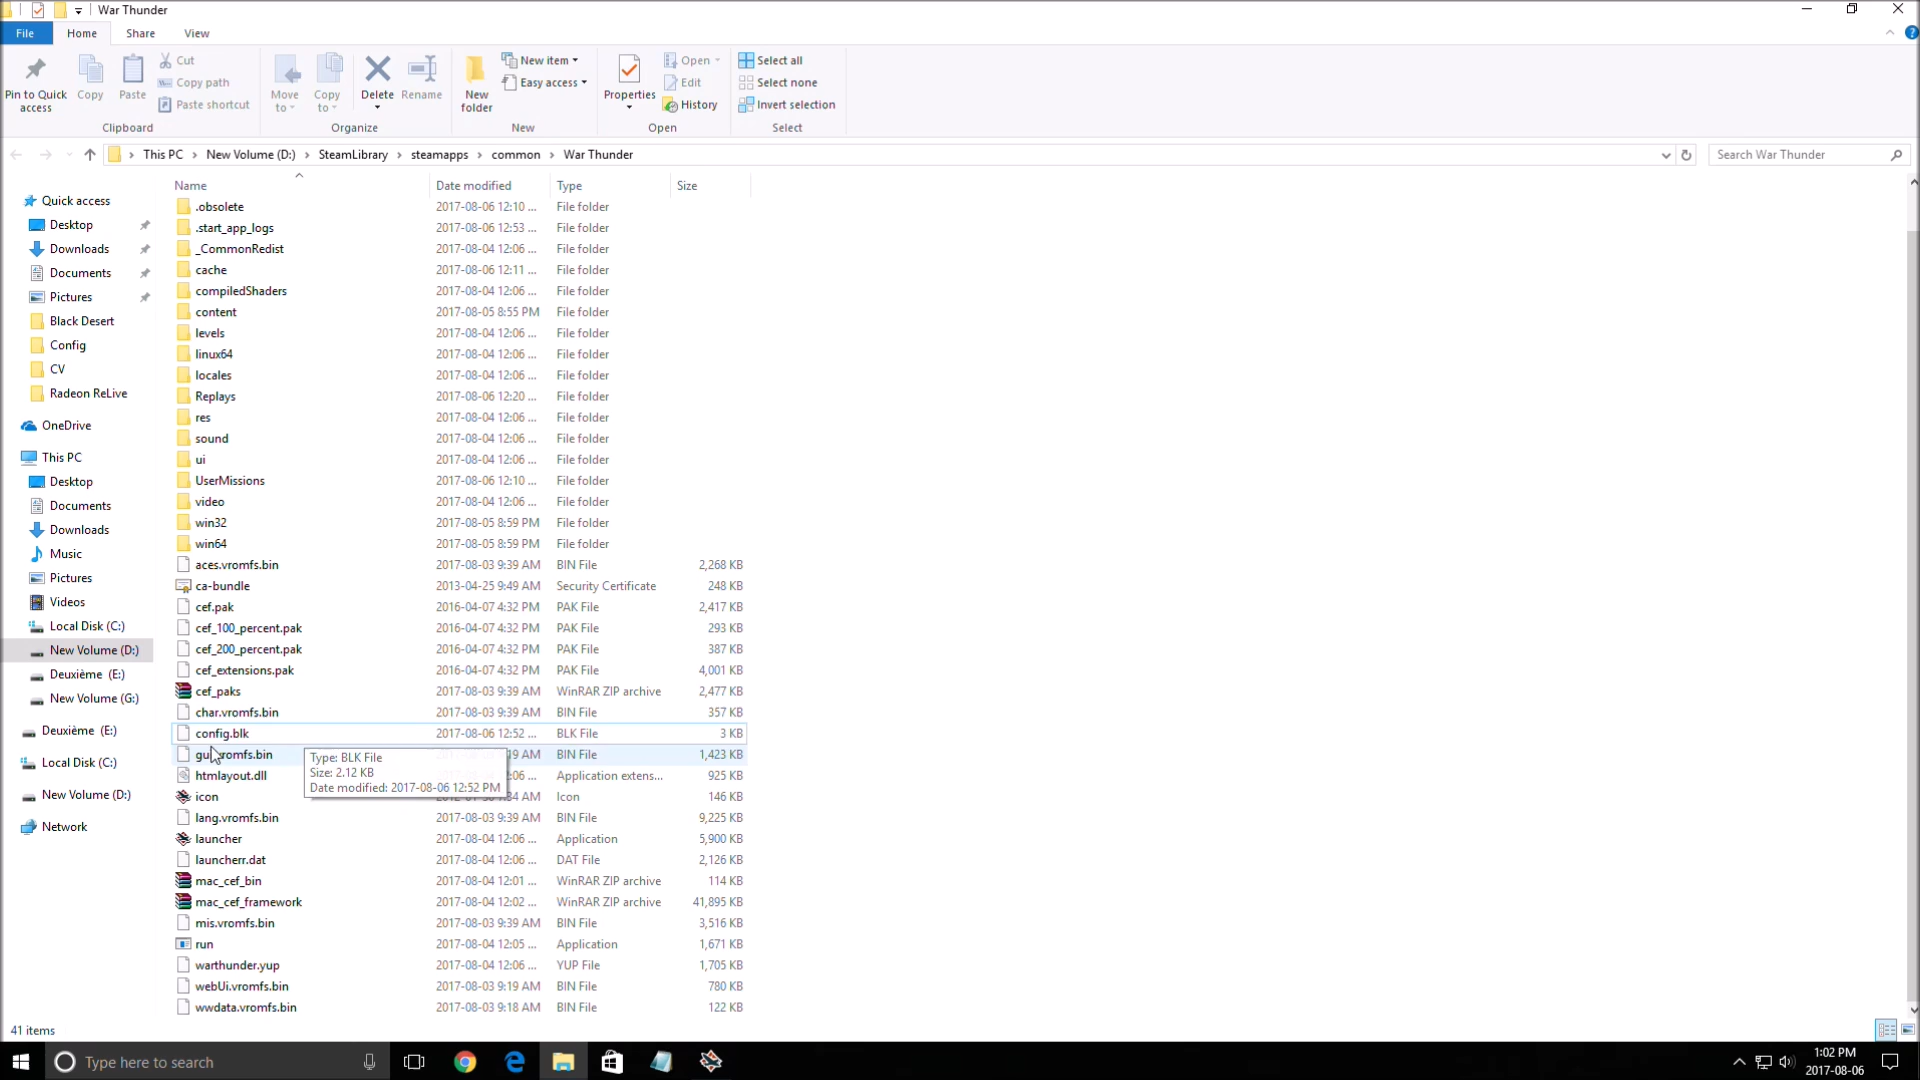 War Thunder
File Home Share View
Pin to Quick access
Copy
Paste
Cut
Copy path
Paste shortcut
Clipboard
Move to
Copy to
Delete
Rename
Organize
New folder
New item
Easy access
New
Properties
Open
Edit
History
Open
Select all
Select none
Invert selection
Select
This PC > New Volume (D:) > SteamLibrary > steamapps > common > War Thunder
Search War Thunder
Quick access
Desktop
Downloads
Documents
Pictures
Black Desert
Config
CV
Radeon ReLive
OneDrive
This PC
Desktop
Documents
Downloads
Music
Pictures
Videos
Local Disk (C:)
New Volume (D:)
Deuxième (E:)
New Volume (G:)
Deuxième (E:)
Local Disk (C:)
New Volume (D:)
Network
Name Date modified Type Size
.obsolete 2017-08-06 12:10 ... File folder
.start_app_logs 2017-08-06 12:53 ... File folder
_CommonRedist 2017-08-04 12:06 ... File folder
cache 2017-08-06 12:11 ... File folder
compiledShaders 2017-08-04 12:06 ... File folder
content 2017-08-05 8:55 PM File folder
levels 2017-08-04 12:06 ... File folder
linux64 2017-08-04 12:06 ... File folder
locales 2017-08-04 12:06 ... File folder
Replays 2017-08-06 12:20 ... File folder
res 2017-08-04 12:06 ... File folder
sound 2017-08-04 12:06 ... File folder
ui 2017-08-04 12:06 ... File folder
UserMissions 2017-08-06 12:10 ... File folder
video 2017-08-04 12:06 ... File folder
win32 2017-08-05 8:59 PM File folder
win64 2017-08-05 8:59 PM File folder
aces.vromfs.bin 2017-08-03 9:39 AM BIN File 2,268 KB
ca-bundle 2013-04-25 9:49 AM Security Certificate 248 KB
cef.pak 2016-04-07 4:32 PM PAK File 2,417 KB
cef_100_percent.pak 2016-04-07 4:32 PM PAK File 293 KB
cef_200_percent.pak 2016-04-07 4:32 PM PAK File 387 KB
cef_extensions.pak 2016-04-07 4:32 PM PAK File 4,001 KB
cef_paks 2017-08-03 9:39 AM WinRAR ZIP archive 2,477 KB
char.vromfs.bin 2017-08-03 9:39 AM BIN File 357 KB
config.blk 2017-08-06 12:52 ... BLK File 3 KB
BIN File 1,423 KB
htmlayout.dll Application extens... 925 KB
icon Icon 146 KB
Type: BLK File
Size: 2.12 KB
Date modified: 2017-08-06 12:52 PM
lang.vromfs.bin 2017-08-03 9:39 AM BIN File 9,225 KB
launcher 2017-08-04 12:06 ... Application 5,900 KB
launcherr.dat 2017-08-04 12:06 ... DAT File 2,126 KB
mac_cef_bin 2017-08-04 12:01 ... WinRAR ZIP archive 114 KB
mac_cef_framework 2017-08-04 12:02 ... WinRAR ZIP archive 41,895 KB
mis.vromfs.bin 2017-08-03 9:39 AM BIN File 3,516 KB
run 2017-08-04 12:05 ... Application 1,671 KB
warthunder.yup 2017-08-04 12:06 ... YUP File 1,705 KB
webUi.vromfs.bin 2017-08-03 9:19 AM BIN File 780 KB
wwdata.vromfs.bin 2017-08-03 9:18 AM BIN File 122 KB
41 items
Type here to search
1:02 PM
2017-08-06